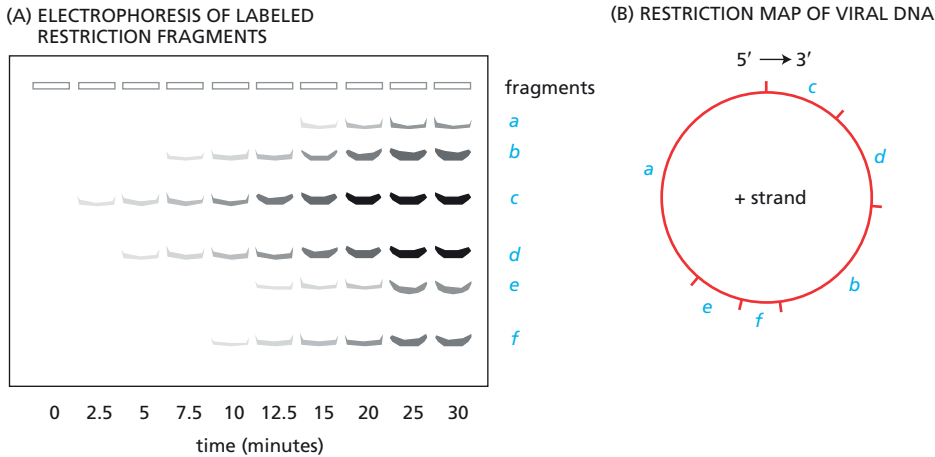 (A) ELECTROPHORESIS OF LABELED
RESTRICTION FRAGMENTS
fragments
a
b
c
d
e
f
0 2.5 5 7.5 10 12.5 15 20 25 30
time (minutes)
(B) RESTRICTION MAP OF VIRAL DNA
5′ ⟶ 3′
c
d
a
+ strand
b
e
f